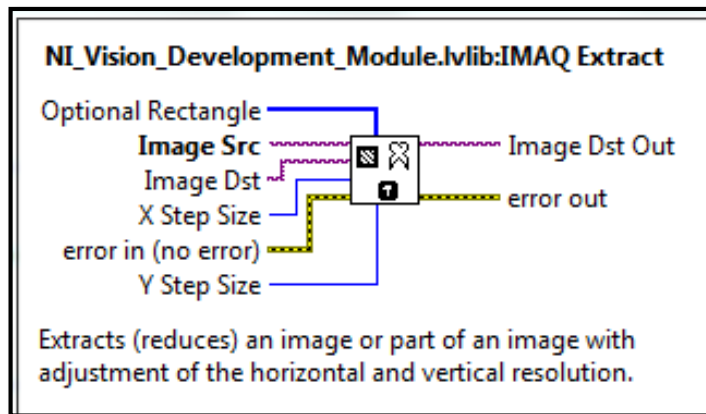 NI_Vision_Development_Module.lvlib:IMAQ Extract
Optional Rectangle
Image Src
Image Dst Out
Image Dst
X Step Size
error out
error in (no error)
Y Step Size
Extracts (reduces) an image or part of an image with
adjustment of the horizontal and vertical resolution.